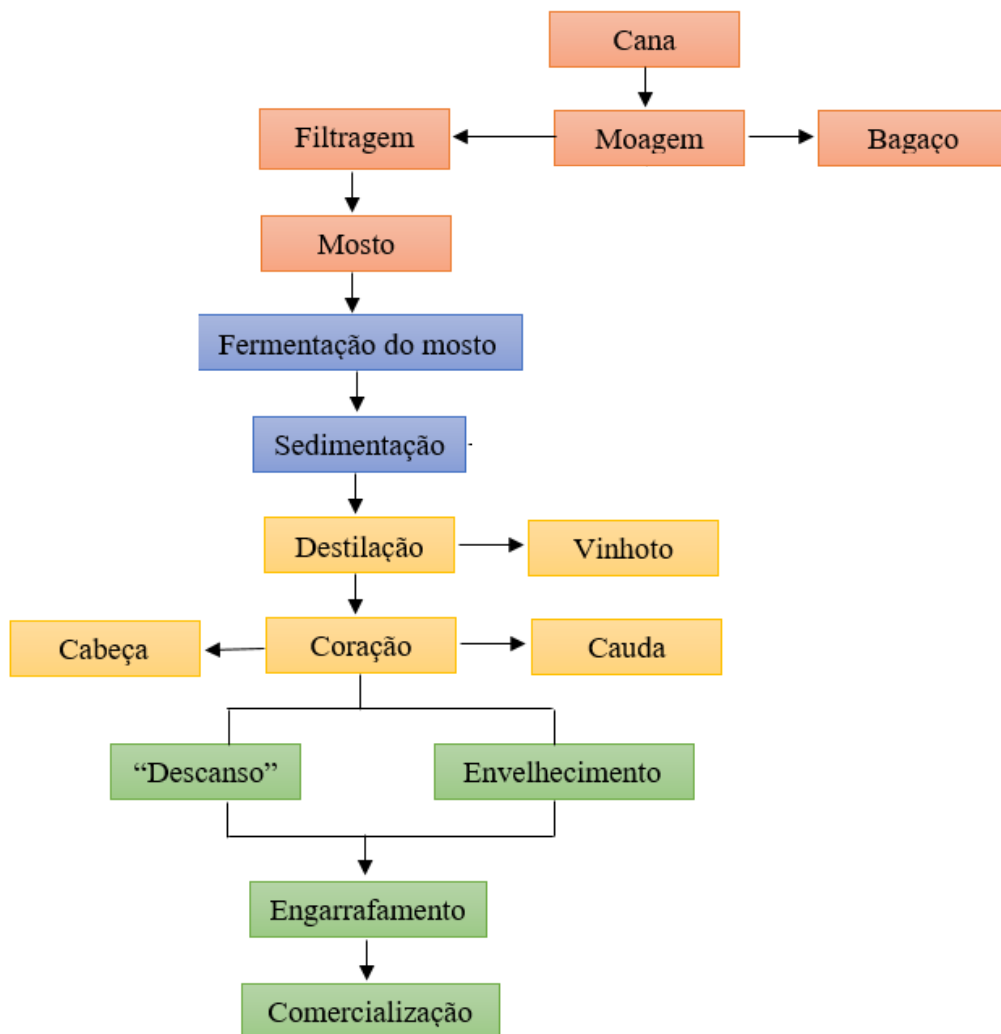 Cana
Filtragem
Moagem
Bagaço
Mosto
Fermentação do mosto
Sedimentação
Destilação
Vinhoto
Cabeça
Coração
Cauda
“Descanso”
Envelhecimento
Engarrafamento
Comercialização